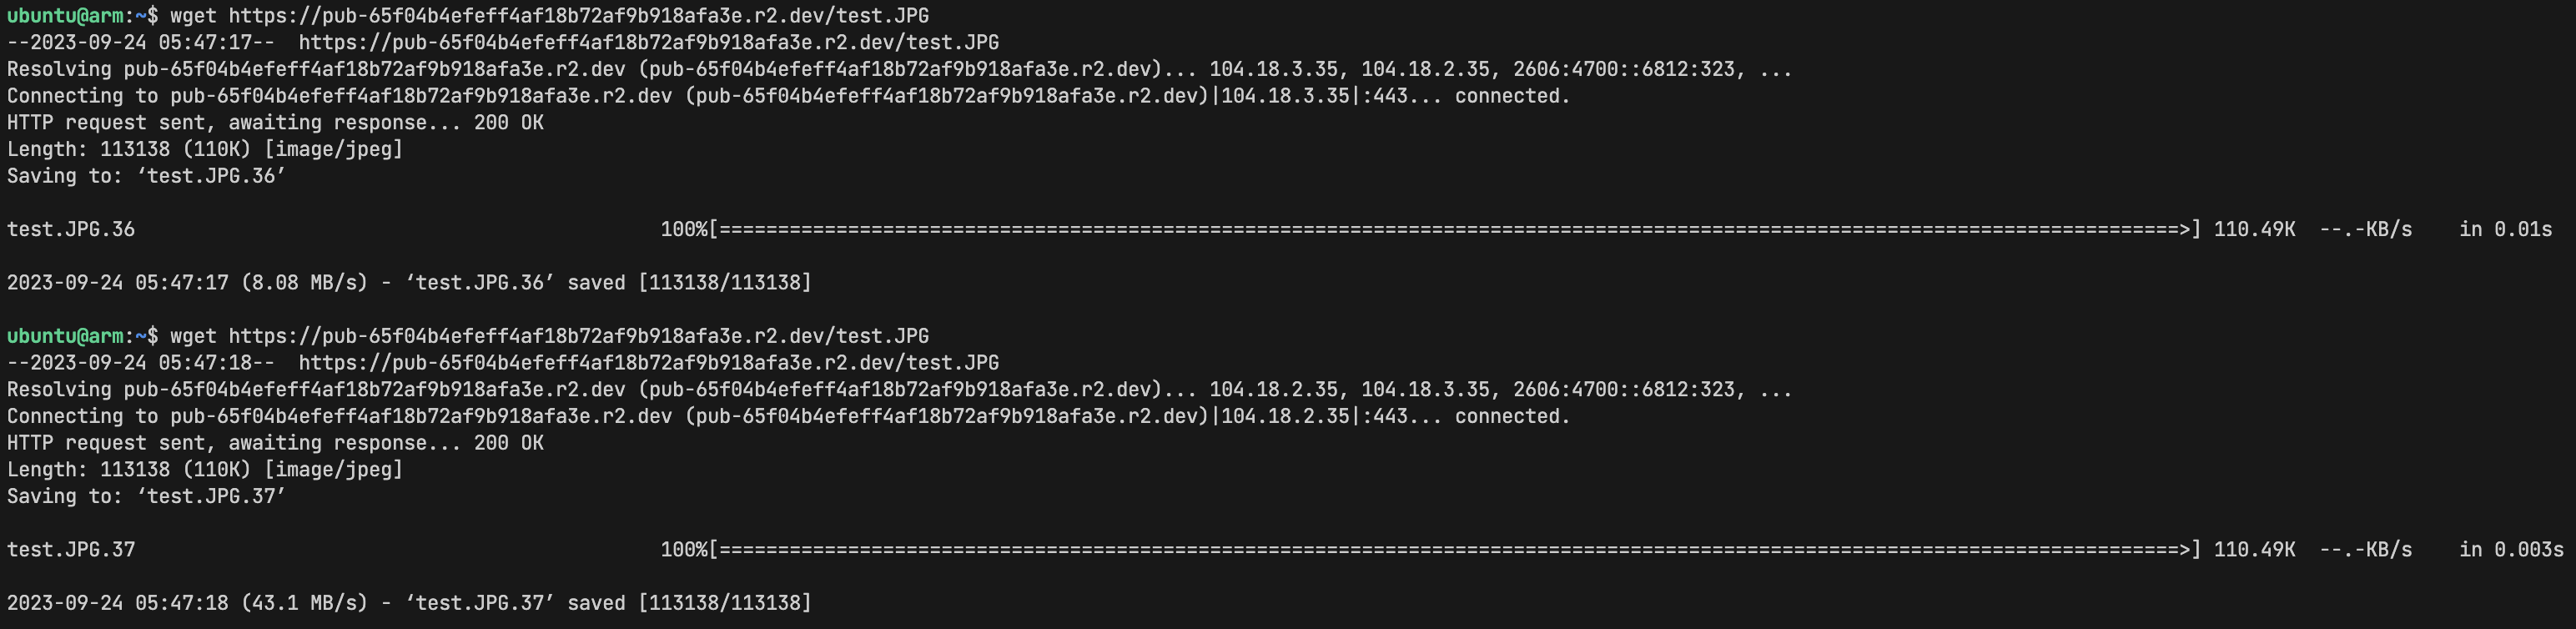 ubuntu@arm:~$ wget https://pub-65f04b4efeff4af18b72af9b918afa3e.r2.dev/test.JPG
--2023-09-24 05:47:17--  https://pub-65f04b4efeff4af18b72af9b918afa3e.r2.dev/test.JPG
Resolving pub-65f04b4efeff4af18b72af9b918afa3e.r2.dev (pub-65f04b4efeff4af18b72af9b918afa3e.r2.dev)... 104.18.3.35, 104.18.2.35, 2606:4700::6812:323, ...
Connecting to pub-65f04b4efeff4af18b72af9b918afa3e.r2.dev (pub-65f04b4efeff4af18b72af9b918afa3e.r2.dev)|104.18.3.35|:443... connected.
HTTP request sent, awaiting response... 200 OK
Length: 113138 (110K) [image/jpeg]
Saving to: ‘test.JPG.36’
test.JPG.36 100%[=============================================================================================================================>] 110.49K --.-KB/s in 0.01s
2023-09-24 05:47:17 (8.08 MB/s) - ‘test.JPG.36’ saved [113138/113138]
ubuntu@arm:~$ wget https://pub-65f04b4efeff4af18b72af9b918afa3e.r2.dev/test.JPG
--2023-09-24 05:47:18--  https://pub-65f04b4efeff4af18b72af9b918afa3e.r2.dev/test.JPG
Resolving pub-65f04b4efeff4af18b72af9b918afa3e.r2.dev (pub-65f04b4efeff4af18b72af9b918afa3e.r2.dev)... 104.18.2.35, 104.18.3.35, 2606:4700::6812:323, ...
Connecting to pub-65f04b4efeff4af18b72af9b918afa3e.r2.dev (pub-65f04b4efeff4af18b72af9b918afa3e.r2.dev)|104.18.2.35|:443... connected.
HTTP request sent, awaiting response... 200 OK
Length: 113138 (110K) [image/jpeg]
Saving to: ‘test.JPG.37’
test.JPG.37 100%[=============================================================================================================================>] 110.49K --.-KB/s in 0.003s
2023-09-24 05:47:18 (43.1 MB/s) - ‘test.JPG.37’ saved [113138/113138]